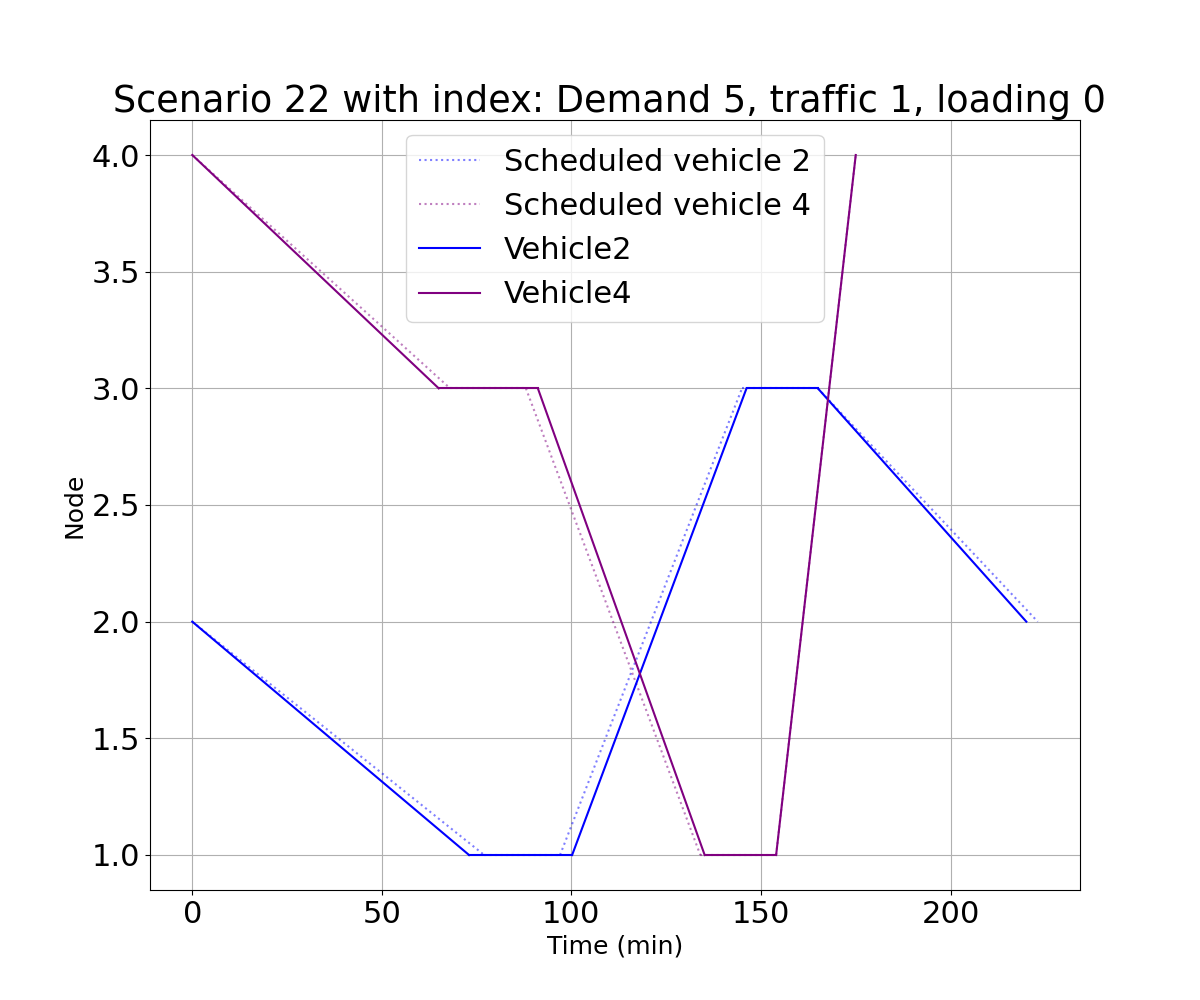 Scenario 22 with index: Demand 5, traffic 1, loading 0
Scheduled vehicle 2
Scheduled vehicle 4
Vehicle2
Vehicle4
Node
4.0
3.5
3.0
2.5
2.0
1.5
1.0
0 50 100 150 200
Time (min)